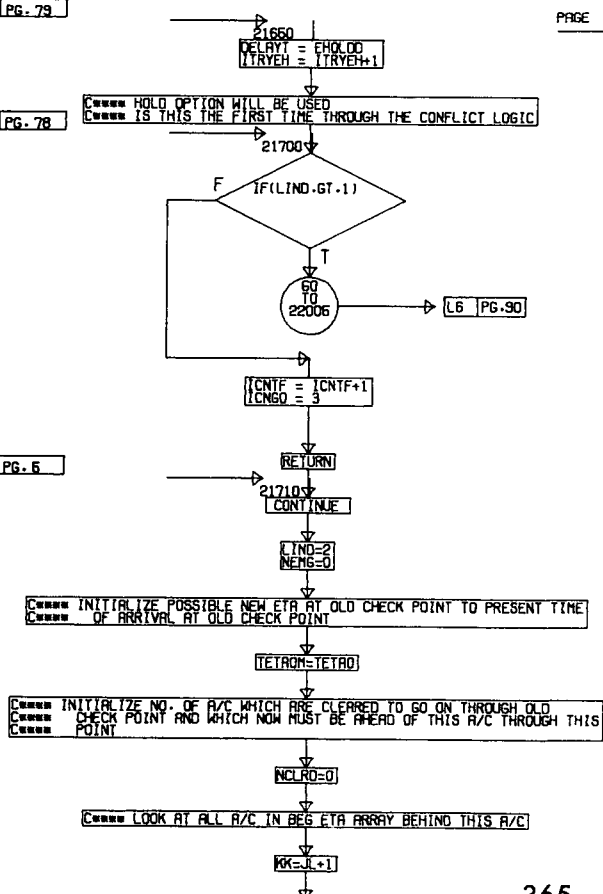 PG. 79
PAGE
21650
DELAYT = EHOLDD
ITRYEH = ITRYEH+1
C**** HOLD OPTION WILL BE USED
C**** IS THIS THE FIRST TIME THROUGH THE CONFLICT LOGIC
PG. 78
21700
F
IF(LIND.GT.1)
T
GO
TO
22006
L6 PG.90
ICNTF = ICNTF+1
ICNGO = 3
RETURN
PG. 5
21710
CONTINUE
LIND=2
NEMG=0
C**** INITIALIZE POSSIBLE NEW ETA AT OLD CHECK POINT TO PRESENT TIME
C**** OF ARRIVAL AT OLD CHECK POINT
TETROM=TETRO
C**** INITIALIZE NO. OF A/C WHICH ARE CLEARED TO GO ON THROUGH OLD
C**** CHECK POINT AND WHICH NOW MUST BE AHEAD OF THIS A/C THROUGH THIS
C**** POINT
NCLRD=0
C**** LOOK AT ALL A/C IN BEG ETA ARRAY BEHIND THIS A/C
KK=JL+1
265